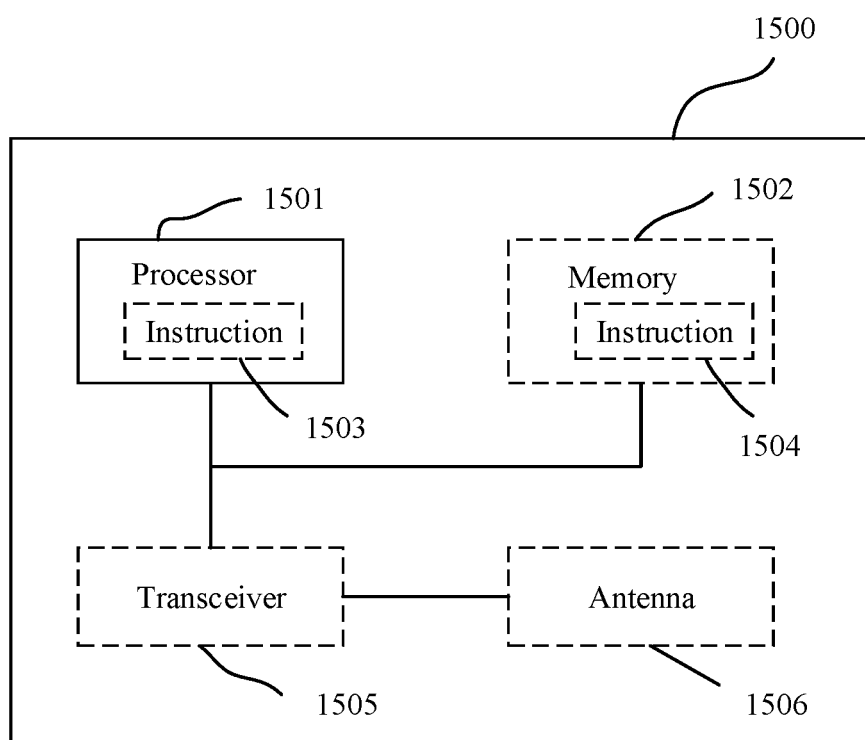 1500
1501
1502
Processor
Memory
Instruction
Instruction
1503
1504
Transceiver
Antenna
1505
1506